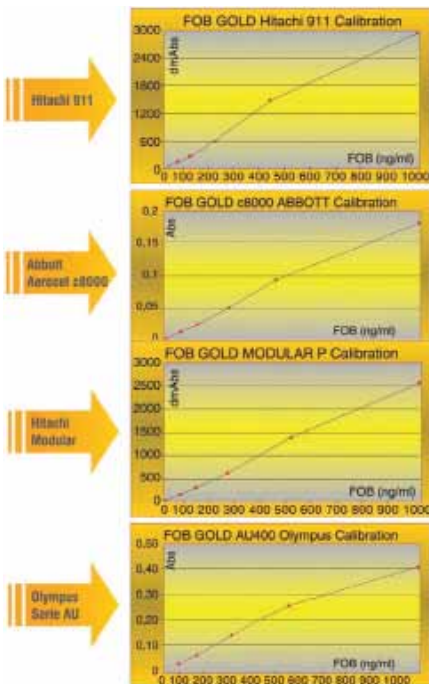 FOB GOLD Hitachi 911 Calibration
3000
2400
1800
1200
600
0
dmAbs
FOB (ng/ml)
0 100 200 300 400 500 600 700 800 900 1000
Hitachi 911
FOB GOLD c8000 ABBOTT Calibration
0,2
0,15
0,1
0,05
0
Abs
FOB (ng/ml)
0 100 200 300 400 500 600 700 800 900 1000
Abbott
Aeroset c8000
FOB GOLD MODULAR P Calibration
3000
2500
2000
1500
1000
500
0
dmAbs
FOB (ng/ml)
0 100 200 300 400 500 600 700 800 900 1000
Hitachi
Modular
FOB GOLD AU400 Olympus Calibration
0,50
0,40
0,30
0,20
0,10
0
Abs
FOB (ng/ml)
0 100 200 300 400 500 600 700 800 900 1000
Olympus
Serie AU